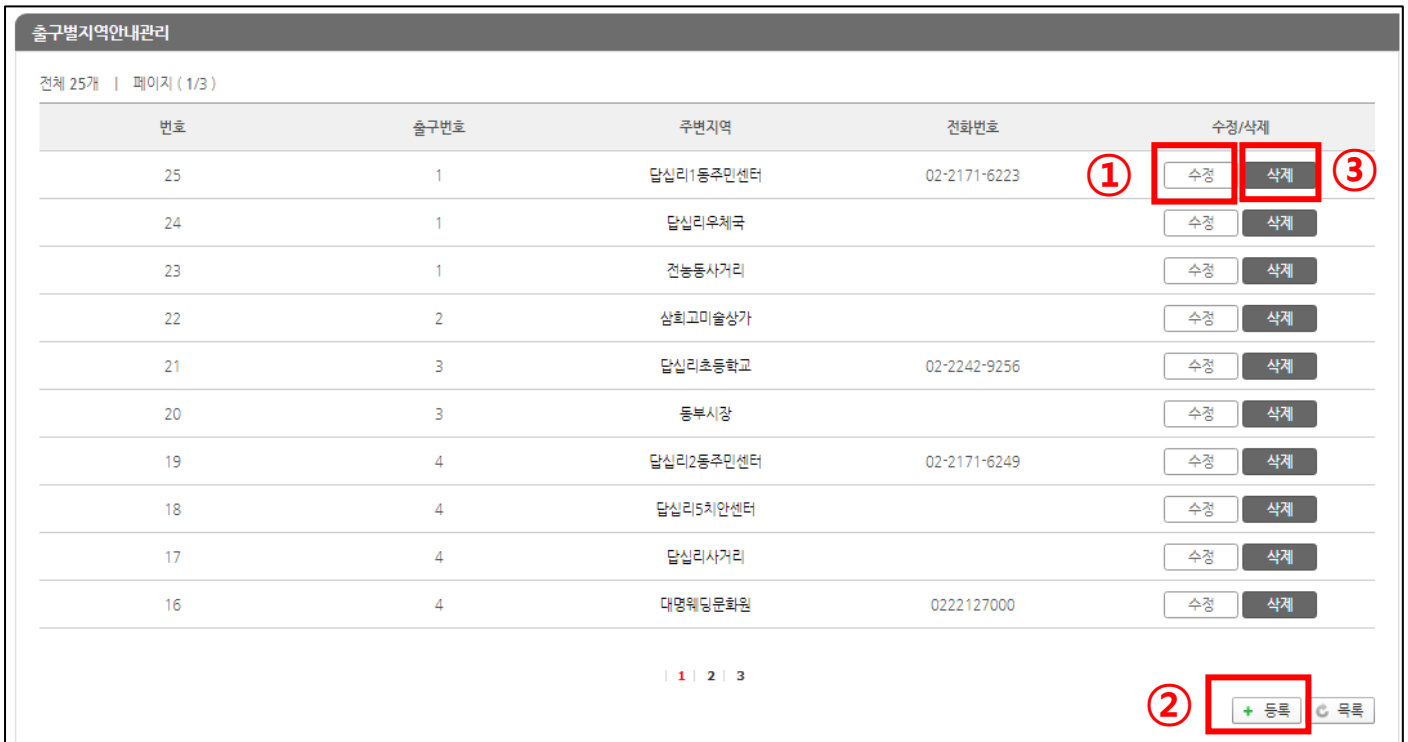 출구별지역안내관리
전체 25개 | 페이지 ( 1/3 )
번호 출구번호 주변지역 전화번호 수정/삭제
25 1 답십리1동주민센터 02-2171-6223 ① 수정 삭제 ③
24 1 답십리우체국 수정 삭제
23 1 전농동사거리 수정 삭제
22 2 삼희고미술상가 수정 삭제
21 3 답십리초등학교 02-2242-9256 수정 삭제
20 3 동부시장 수정 삭제
19 4 답십리2동주민센터 02-2171-6249 수정 삭제
18 4 답십리5치안센터 수정 삭제
17 4 답십리사거리 수정 삭제
16 4 대명웨딩문화원 0222127000 수정 삭제
| 1 | 2 | 3
② + 등록 목록